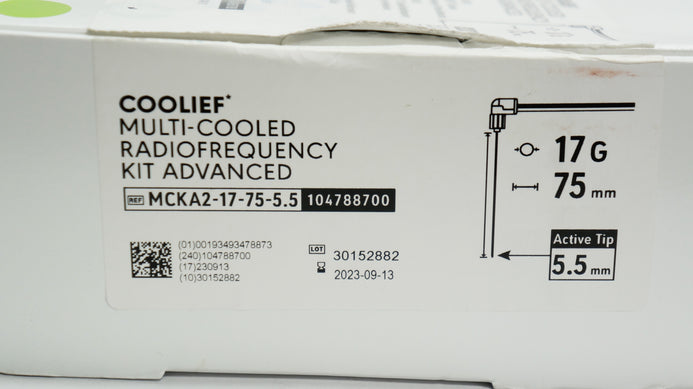 COOLIEF*
MULTI-COOLED
RADIOFREQUENCY
KIT ADVANCED
REF MCKA2-17-75-5.5 104788700
(01)00193493478873
(240)104788700
(17)230913
(10)30152882
LOT 30152882
2023-09-13
17 G
75 mm
Active Tip
5.5 mm